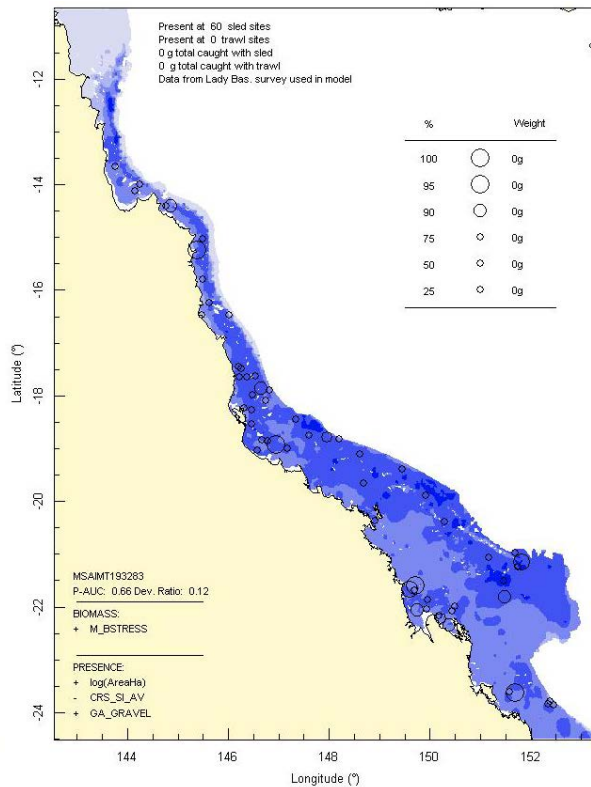 Present at 60 sled sites
Present at 0 trawl sites
0 g total caught with sled
0 g total caught with trawl
Data from Lady Bas. survey used in model
% Weight
100 0g
95 0g
90 0g
75 0g
50 0g
25 0g
-12
-14
-16
-18
-20
-22
-24
Latitude (°)
MSAIMT193283
P-AUC: 0.66 Dev. Ratio: 0.12
BIOMASS:
+ M_BSTRESS
PRESENCE:
+ log(AreaHa)
- CRS_SI_AV
+ GA_GRAVEL
144 146 148 150 152
Longitude (°)